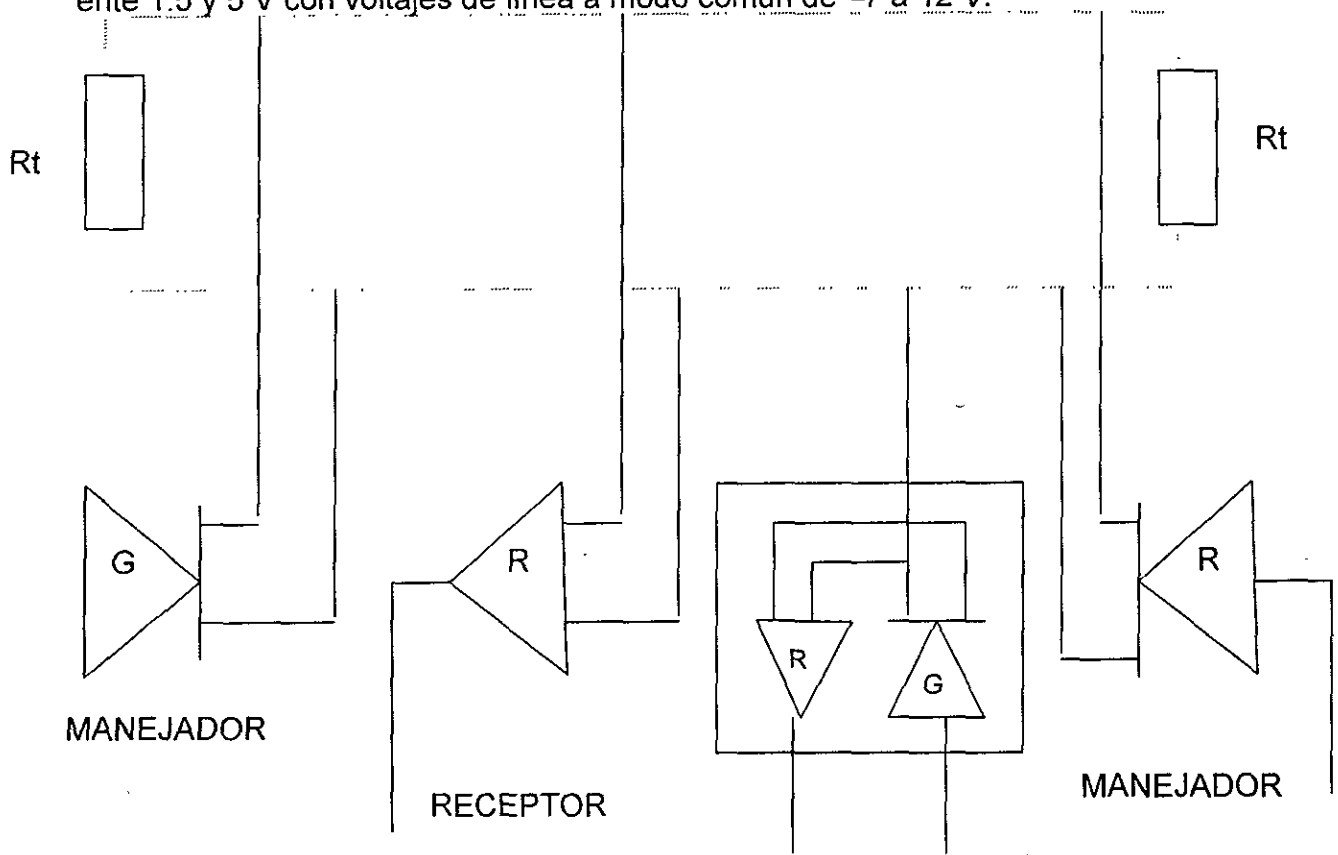 ente 1.5 y 5 V con voltajes de línea a modo común de –7 a 12 V.
Rt
Rt
G
R
R
G
R
MANEJADOR
RECEPTOR
MANEJADOR